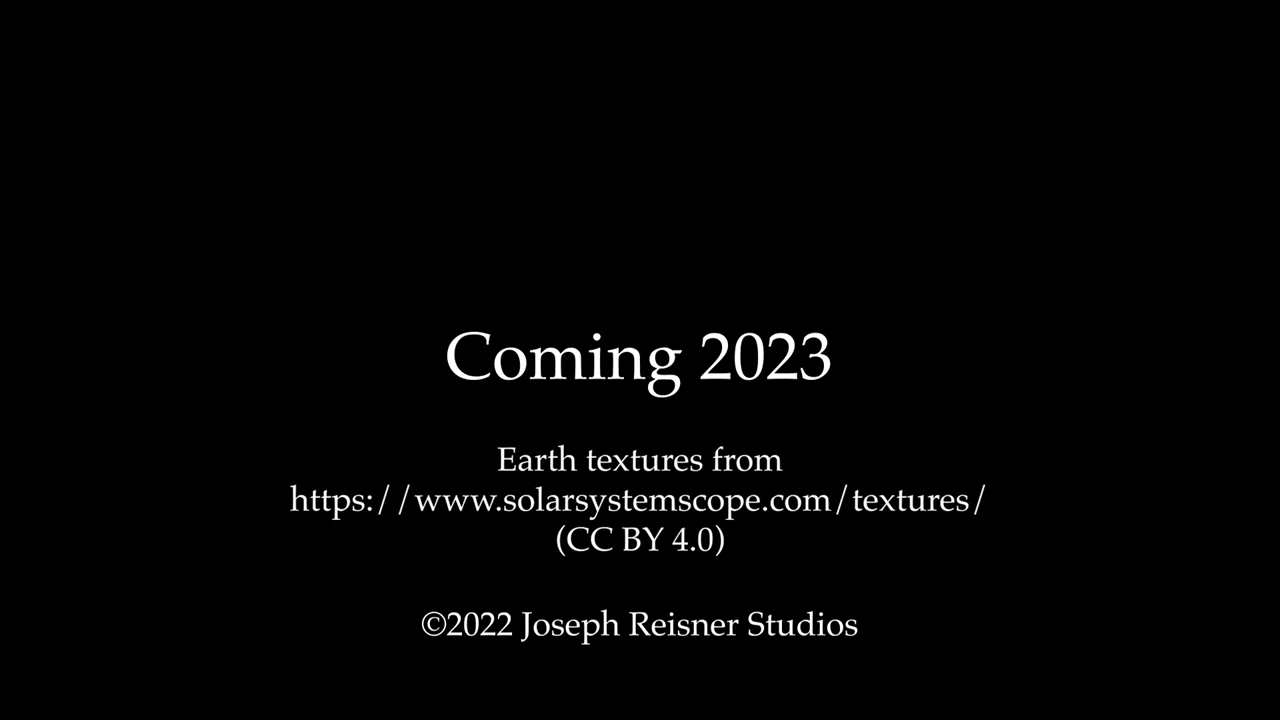 Coming 2023
Earth textures from
https://www.solarsystemscope.com/textures/
(CC BY 4.0)
©2022 Joseph Reisner Studios